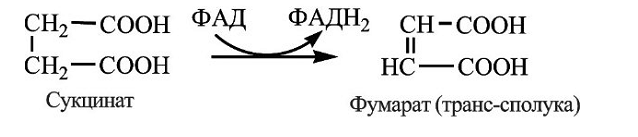 CH₂ — COOH ФАД ФАДН₂ CH — COOH
CH₂ — COOH HC — COOH
Сукцинат Фумарат (транс-сполука)